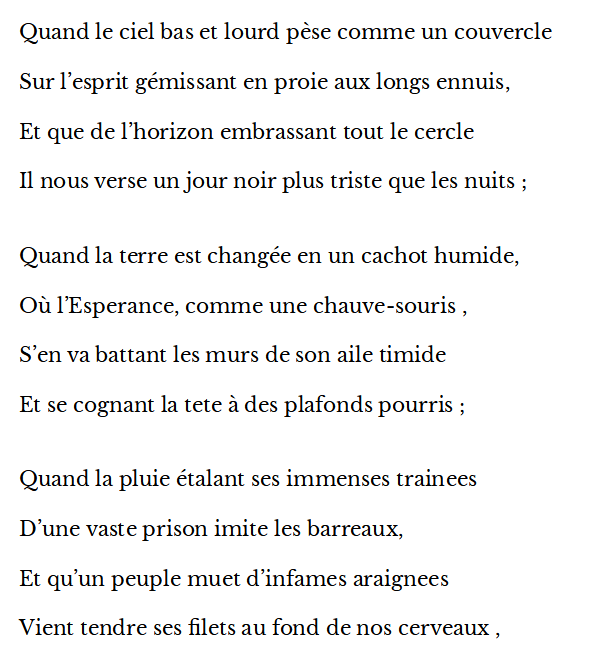 Quand le ciel bas et lourd pèse comme un couvercle
Sur l’esprit gémissant en proie aux longs ennuis,
Et que de l’horizon embrassant tout le cercle
Il nous verse un jour noir plus triste que les nuits ;
Quand la terre est changée en un cachot humide,
Où l’Esperance, comme une chauve-souris ,
S’en va battant les murs de son aile timide
Et se cognant la tete à des plafonds pourris ;
Quand la pluie étalant ses immenses trainees
D’une vaste prison imite les barreaux,
Et qu’un peuple muet d’infames araignees
Vient tendre ses filets au fond de nos cerveaux ,